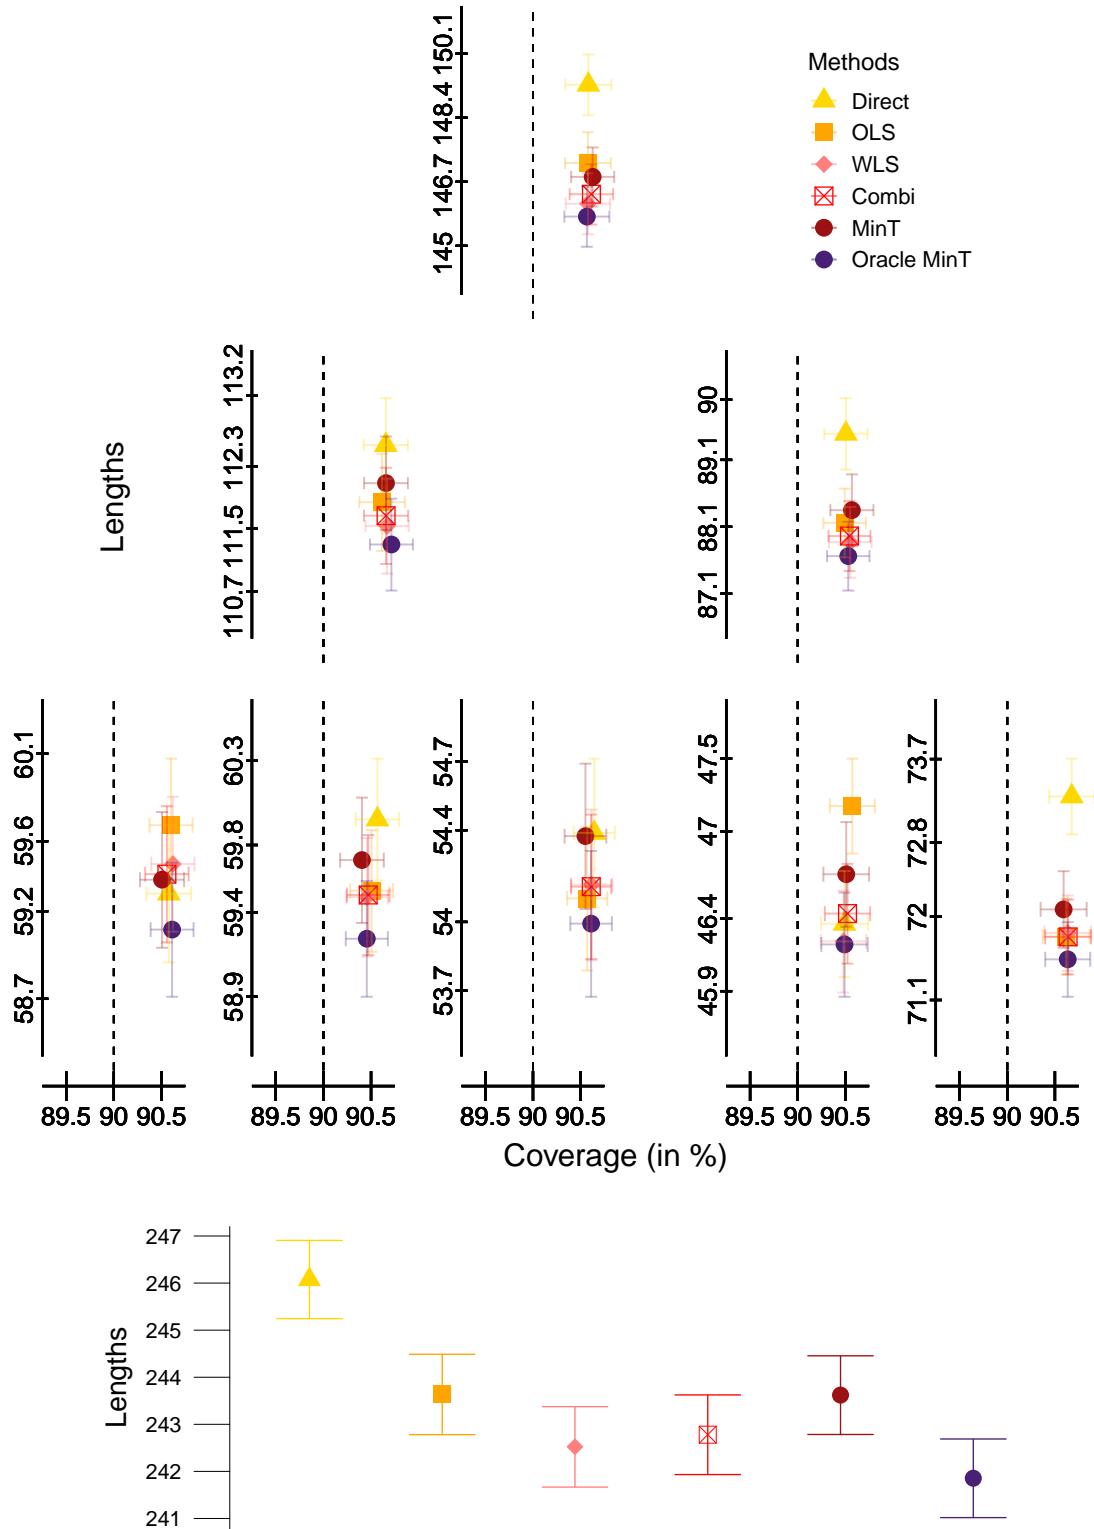 150.1
148.4
146.7
145
Methods
Direct
OLS
WLS
Combi
MinT
Oracle MinT
Lengths
113.2
112.3
111.5
110.7
90
89.1
88.1
87.1
60.1
59.6
59.2
58.7
60.3
59.8
59.4
58.9
54.7
54.4
54
53.7
47.5
47
46.4
45.9
73.7
72.8
72
71.1
89.5 90 90.5
89.5 90 90.5
89.5 90 90.5
89.5 90 90.5
89.5 90 90.5
Coverage (in %)
Lengths
247
246
245
244
243
242
241